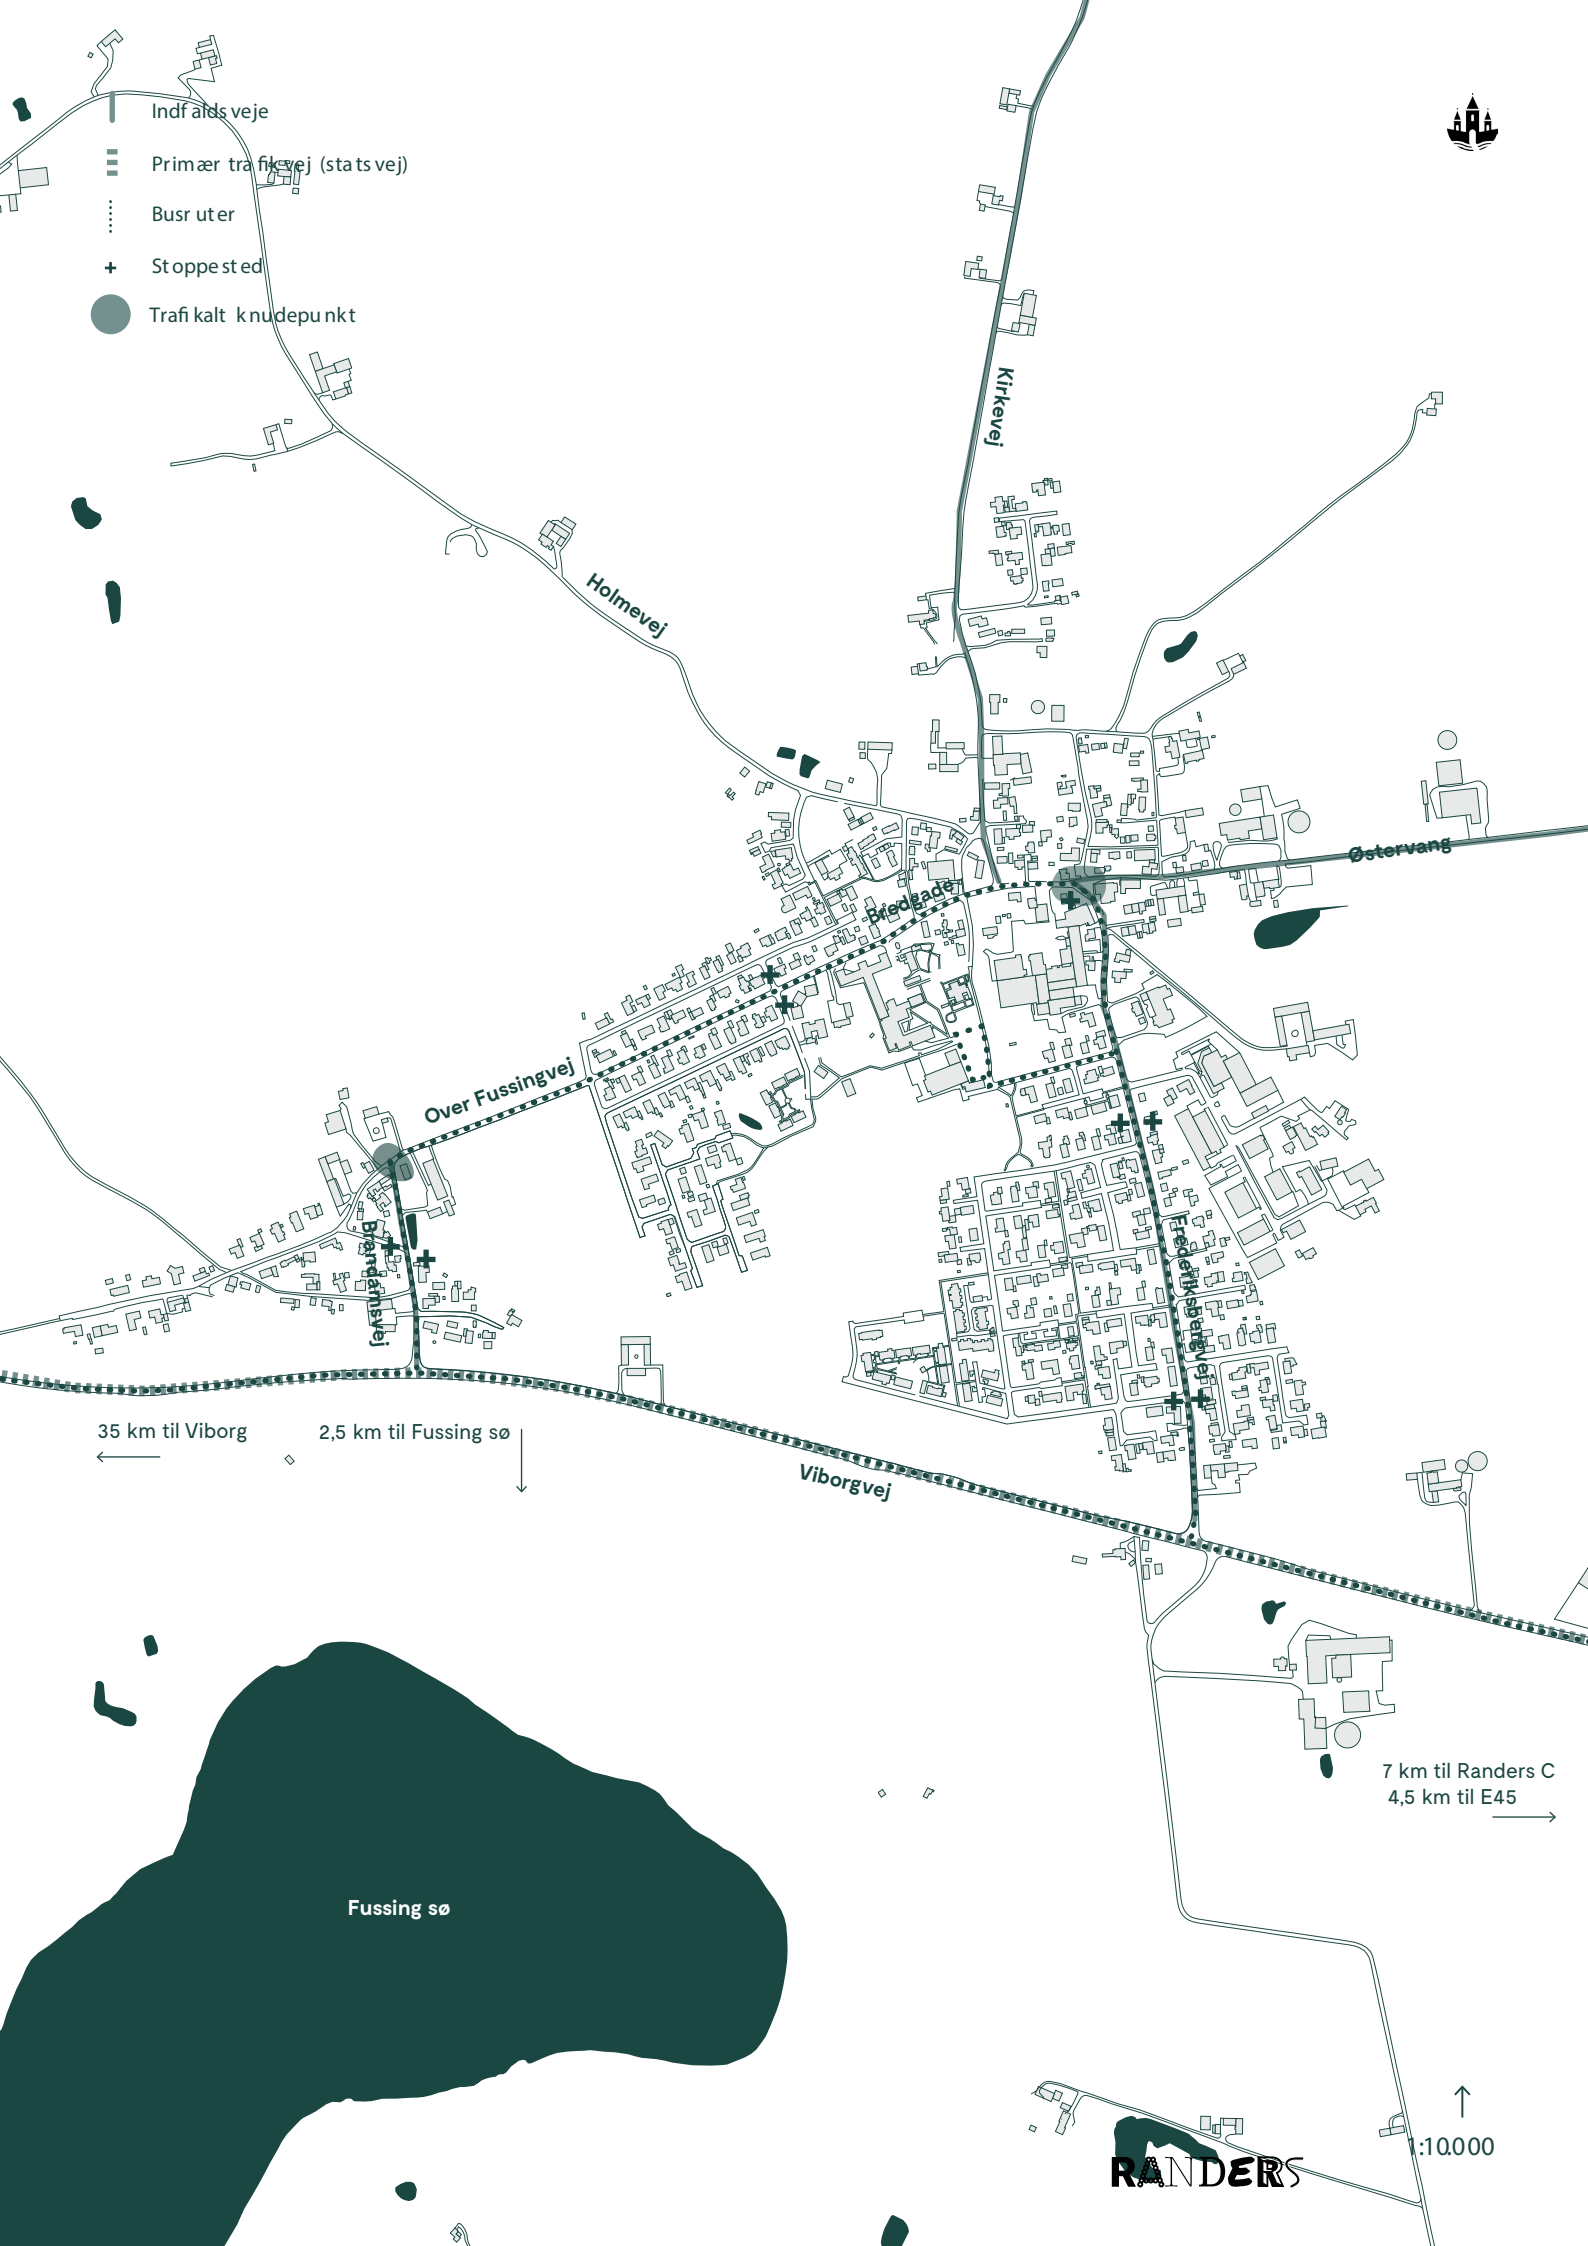 Indfaldsveje
Primær trafikvej (statsvej)
Busruter
Stoppested
Trafikalt knudepunkt
Kirkevej
Holmevej
Østervang
Bredgade
Over Fussingvej
Bramdamsvej
Frederiksbergvej
35 km til Viborg
2,5 km til Fussing sø
Viborgvej
7 km til Randers C
4,5 km til E45
Fussing sø
1:10.000
RANDERS